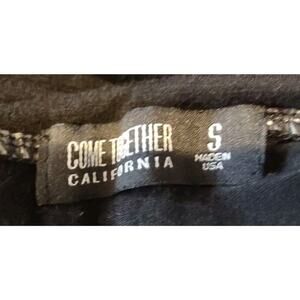 COME TOGETHER
CALIFORNIA
S
MADE IN
USA